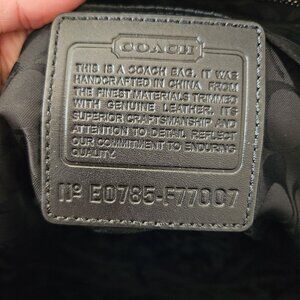 COACH
THIS IS A COACH BAG. IT WAS
HANDCRAFTED IN CHINA FROM
THE FINEST MATERIALS TRIMMED
WITH GENUINE LEATHER. ITS
SUPERIOR CRAFTSMANSHIP AND
ATTENTION TO DETAIL REFLECT
OUR COMMITMENT TO ENDURING
QUALITY.
Nº E0785-F77007